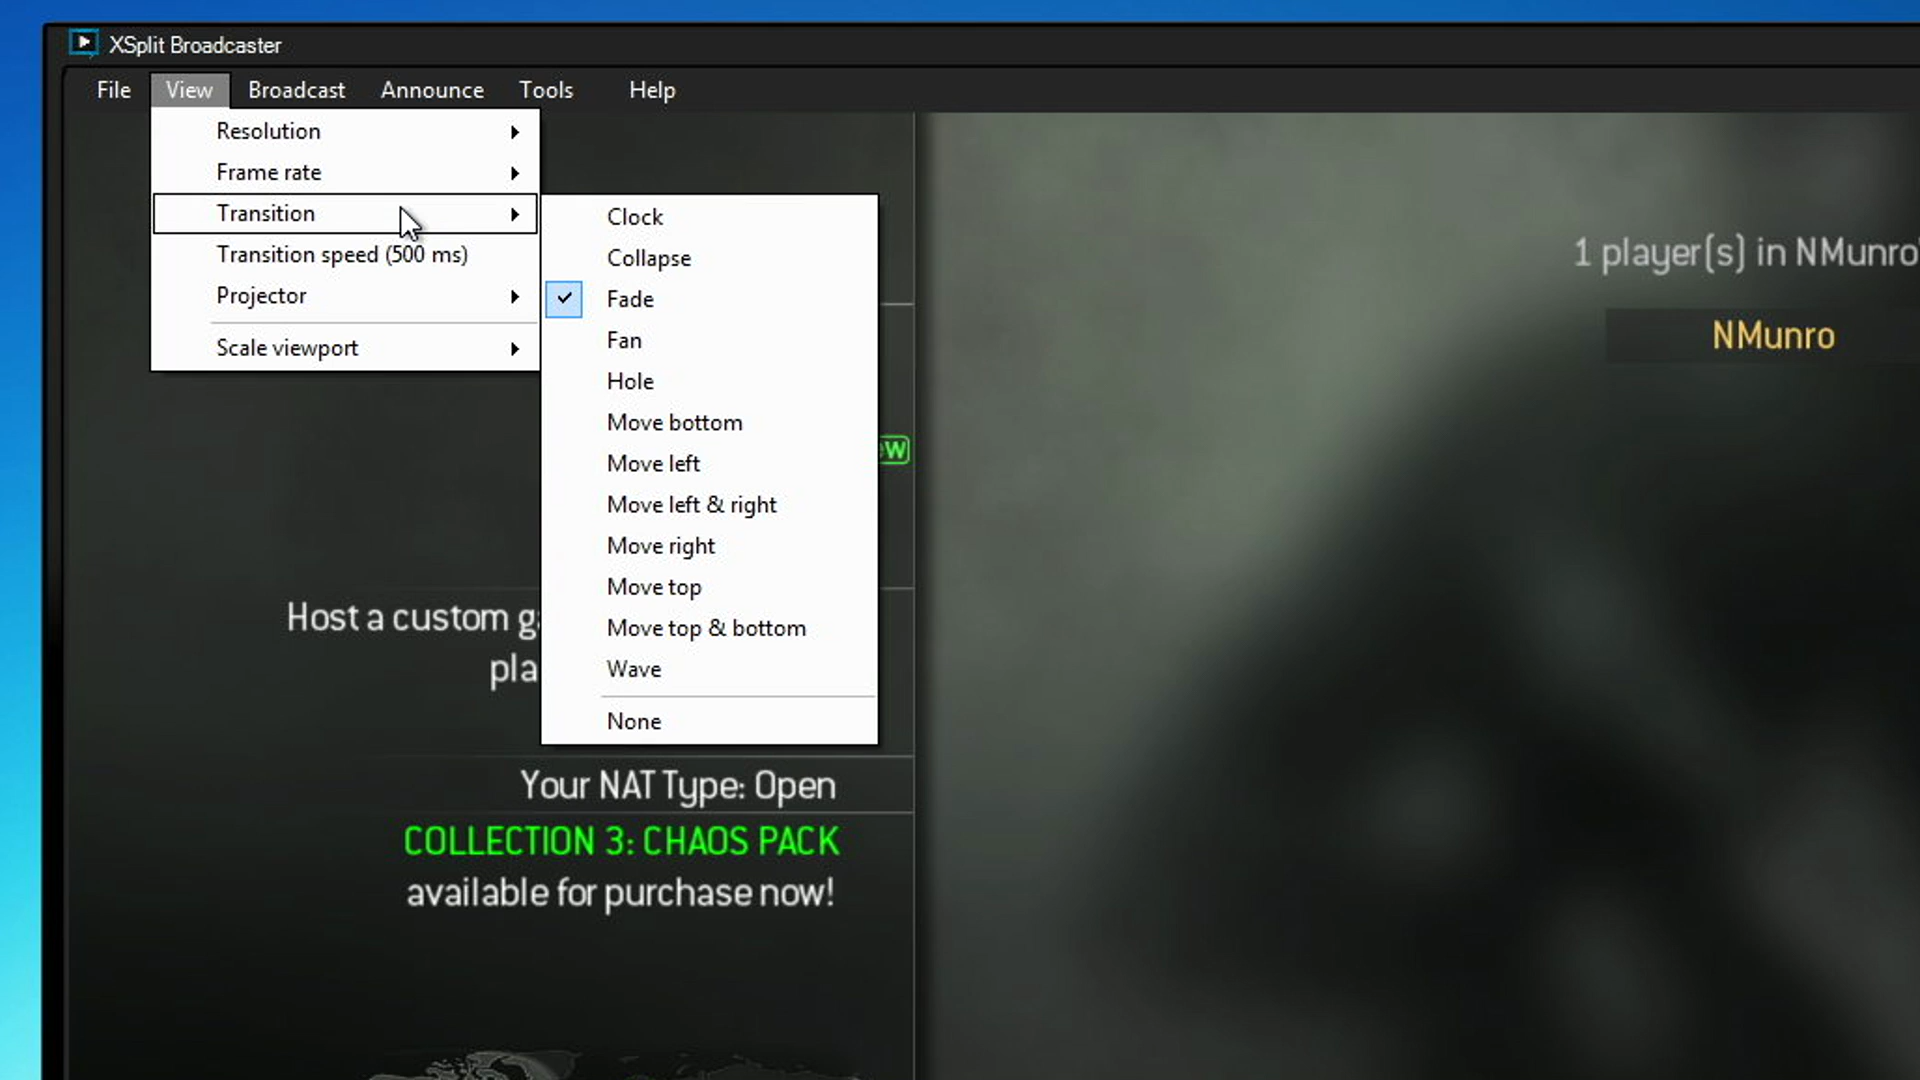 XSplit Broadcaster
File View Broadcast Announce Tools Help
Resolution
Frame rate
Transition
Transition speed (500 ms)
Projector
Scale viewport
Clock
Collapse
Fade
Fan
Hole
Move bottom
Move left
Move left & right
Move right
Move top
Move top & bottom
Wave
None
1 player(s) in NMunro'
NMunro
Host a custom
Your NAT Type: Open
COLLECTION 3: CHAOS PACK
available for purchase now!